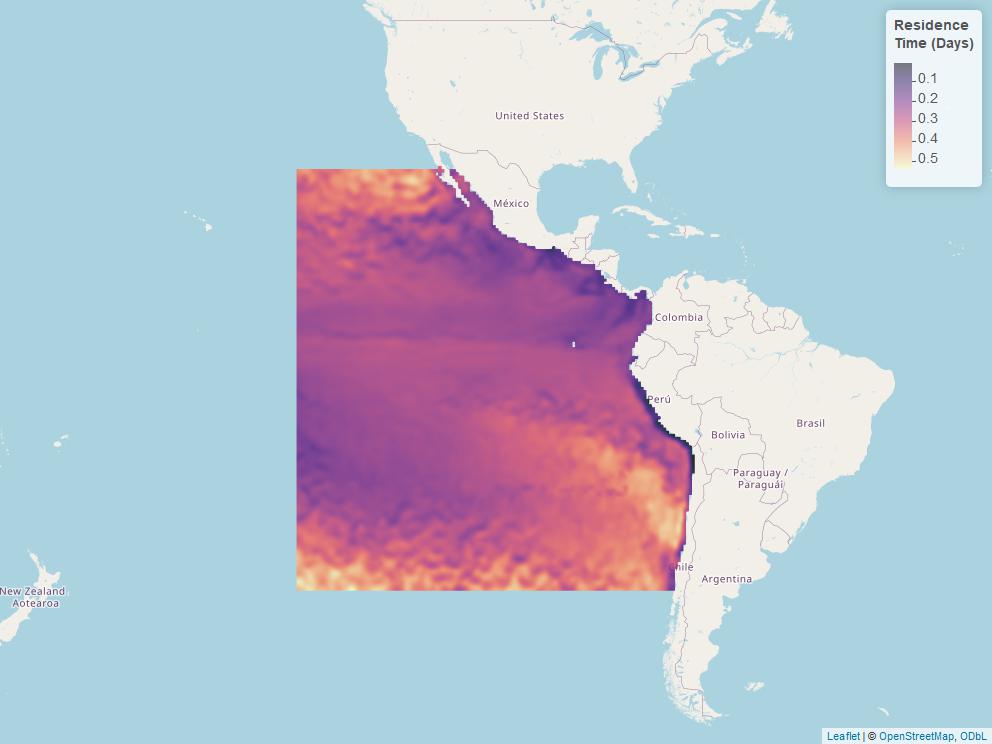 Residence
Time (Days)
0.1
0.2
0.3
0.4
0.5
United States
México
Colombia
Perú
Brasil
Bolivia
Paraguay /
Paraguái
hile
Argentina
New Zealand
Aotearoa
Leaflet | © OpenStreetMap, ODbL